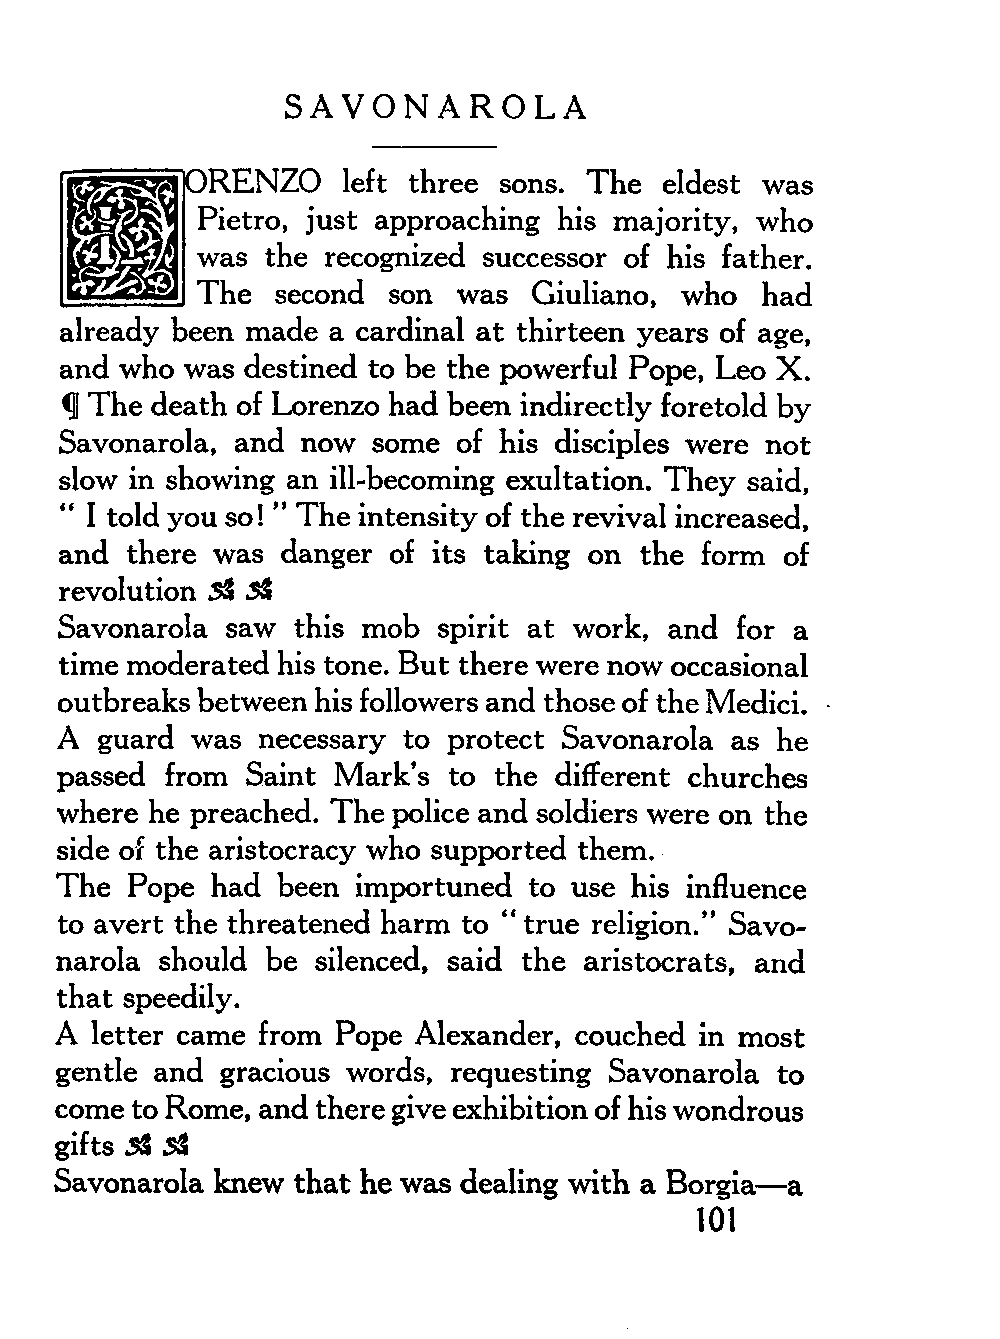 SAVONAROLA
LORENZO left three sons. The eldest was
Pietro, just approaching his majority, who
was the recognized successor of his father.
The second son was Giuliano, who had
already been made a cardinal at thirteen years of age,
and who was destined to be the powerful Pope, Leo X.
¶ The death of Lorenzo had been indirectly foretold by
Savonarola, and now some of his disciples were not
slow in showing an ill-becoming exultation. They said,
" I told you so! " The intensity of the revival increased,
and there was danger of its taking on the form of
revolution
Savonarola saw this mob spirit at work, and for a
time moderated his tone. But there were now occasional
outbreaks between his followers and those of the Medici.
A guard was necessary to protect Savonarola as he
passed from Saint Mark's to the different churches
where he preached. The police and soldiers were on the
side of the aristocracy who supported them.
The Pope had been importuned to use his influence
to avert the threatened harm to " true religion." Savo-
narola should be silenced, said the aristocrats, and
that speedily.
A letter came from Pope Alexander, couched in most
gentle and gracious words, requesting Savonarola to
come to Rome, and there give exhibition of his wondrous
gifts
Savonarola knew that he was dealing with a Borgia—a
101